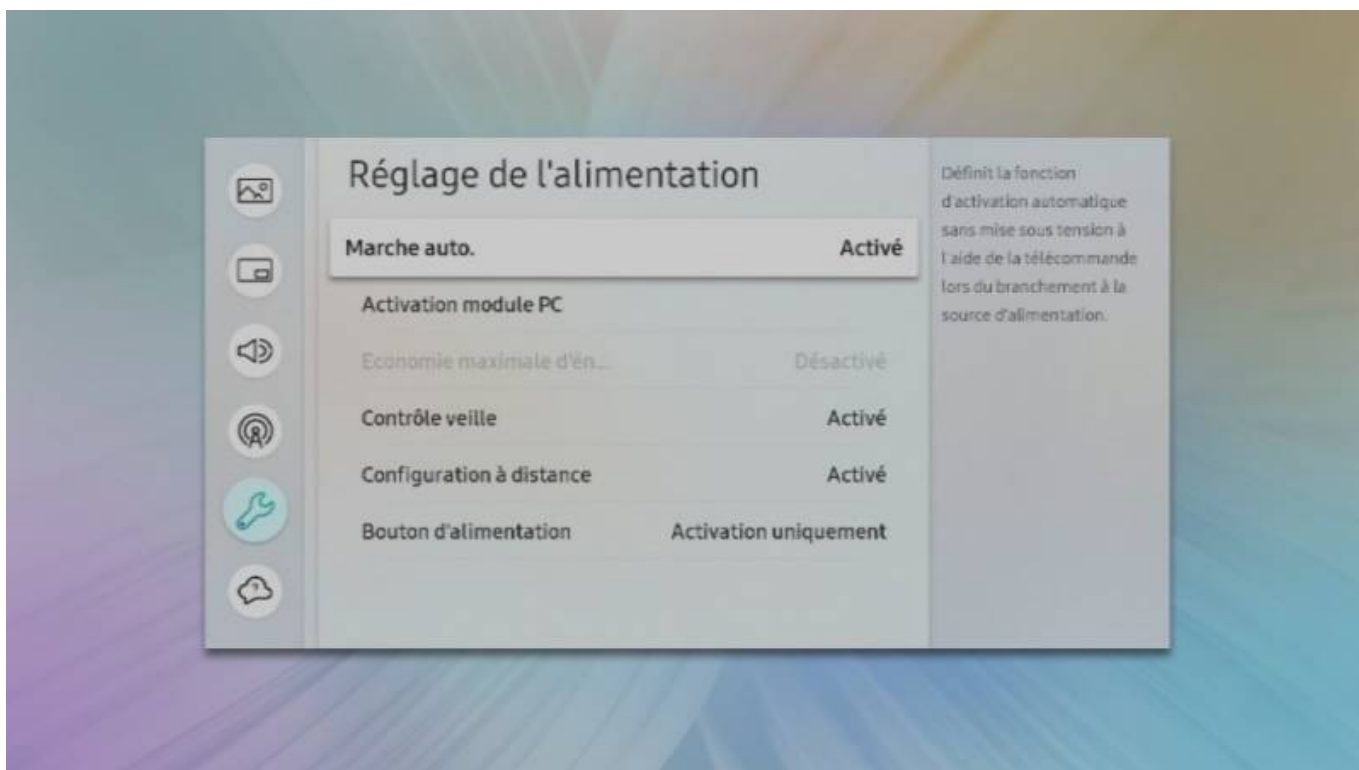 Réglage de l'alimentation
Marche auto. Activé
Activation module PC
Economie maximale d'én... Désactivé
Contrôle veille Activé
Configuration à distance Activé
Bouton d'alimentation Activation uniquement
Définit la fonction
d'activation automatique
sans mise sous tension à
l'aide de la télécommande
lors du branchement à la
source d'alimentation.